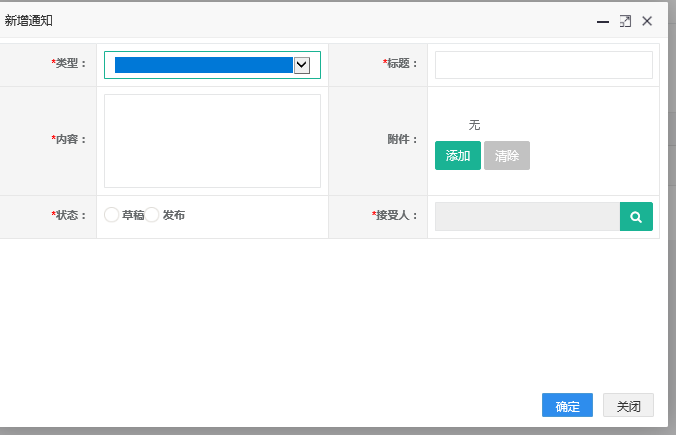 新增通知
*类型：
*标题：
*内容：
附件：
无
添加
清除
*状态：
草稿
发布
*接受人：
确定
关闭